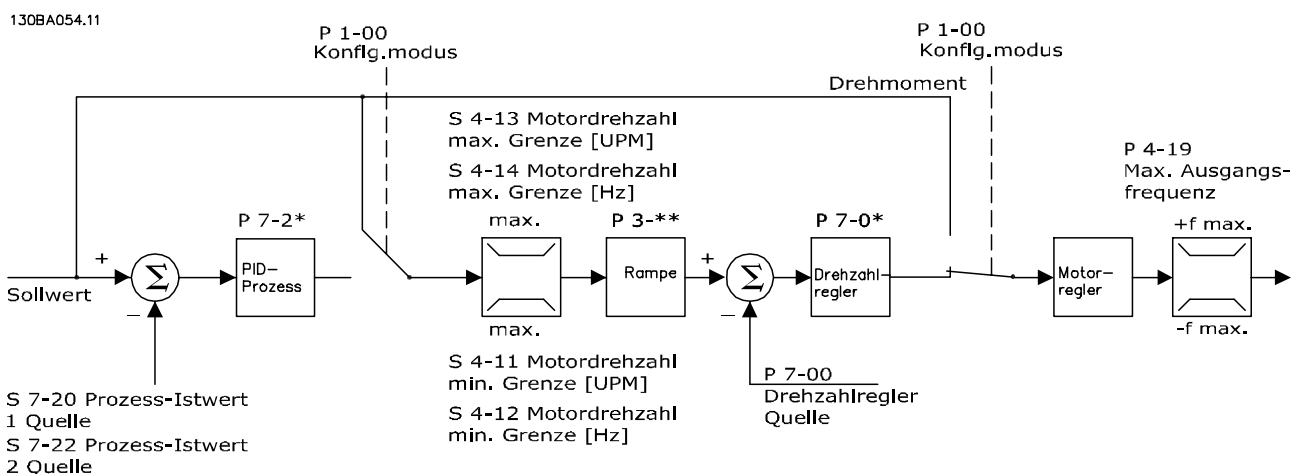 130BA054.11
P 1-00
Konfig.modus
P 1-00
Konfig.modus
Drehmoment
S 4-13 Motordrehzahl
max. Grenze [UPM]
S 4-14 Motordrehzahl
max. Grenze [Hz]
P 4-19
Max. Ausgangs-
frequenz
P 7-2*
max.
P 3-**
P 7-0*
+f max.
+
Σ
PID-
Prozess
Rampe
+
Σ
Drehzahl-
regler
Motor-
regler
Sollwert
−
max.
−
-f max.
S 4-11 Motordrehzahl
min. Grenze [UPM]
S 4-12 Motordrehzahl
min. Grenze [Hz]
P 7-00
Drehzahlregler
Quelle
S 7-20 Prozess-Istwert
1 Quelle
S 7-22 Prozess-Istwert
2 Quelle